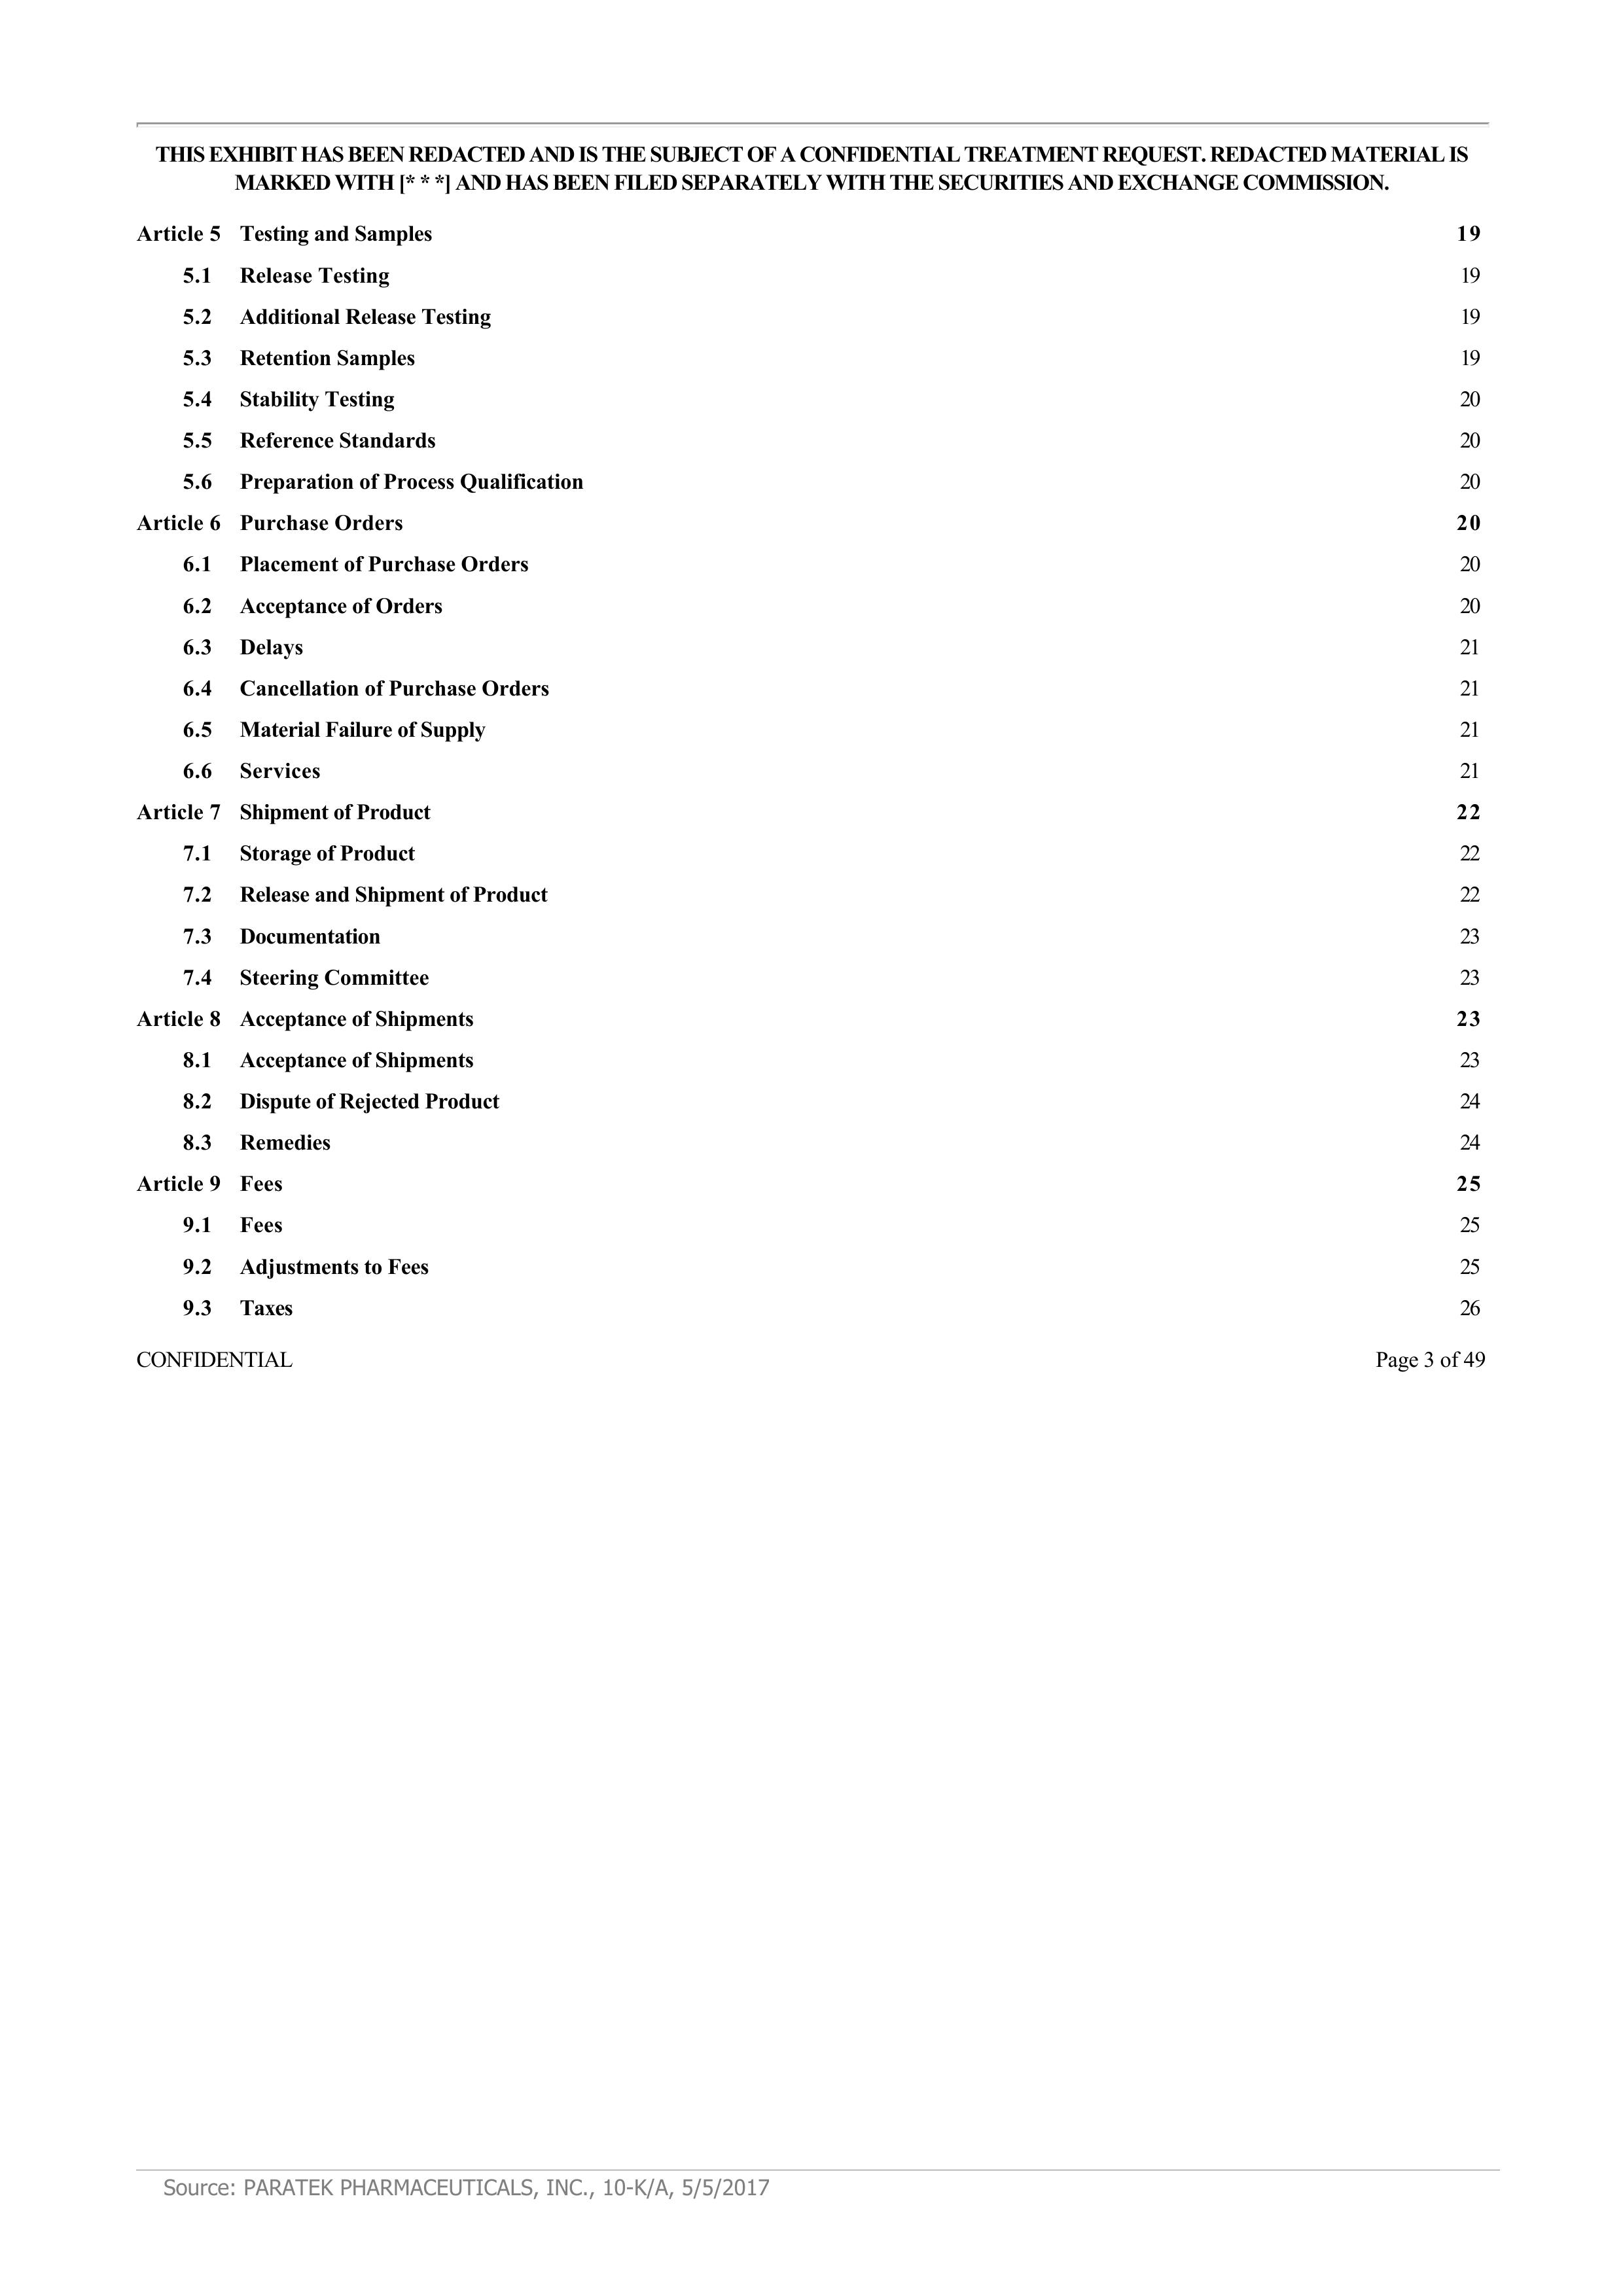 THIS EXHIBIT HAS BEEN REDACTED AND IS THE SUBJECT OF A CONFIDENTIAL TREATMENT REQUEST. REDACTED MATERIAL IS
MARKED WITH [* * *] AND HAS BEEN FILED SEPARATELY WITH THE SECURITIES AND EXCHANGE COMMISSION.
Article 5 Testing and Samples 19
5.1 Release Testing 19
5.2 Additional Release Testing 19
5.3 Retention Samples 19
5.4 Stability Testing 20
5.5 Reference Standards 20
5.6 Preparation of Process Qualification 20
Article 6 Purchase Orders 20
6.1 Placement of Purchase Orders 20
6.2 Acceptance of Orders 20
6.3 Delays 21
6.4 Cancellation of Purchase Orders 21
6.5 Material Failure of Supply 21
6.6 Services 21
Article 7 Shipment of Product 22
7.1 Storage of Product 22
7.2 Release and Shipment of Product 22
7.3 Documentation 23
7.4 Steering Committee 23
Article 8 Acceptance of Shipments 23
8.1 Acceptance of Shipments 23
8.2 Dispute of Rejected Product 24
8.3 Remedies 24
Article 9 Fees 25
9.1 Fees 25
9.2 Adjustments to Fees 25
9.3 Taxes 26
CONFIDENTIAL Page 3 of 49
Source: PARATEK PHARMACEUTICALS, INC., 10-K/A, 5/5/2017